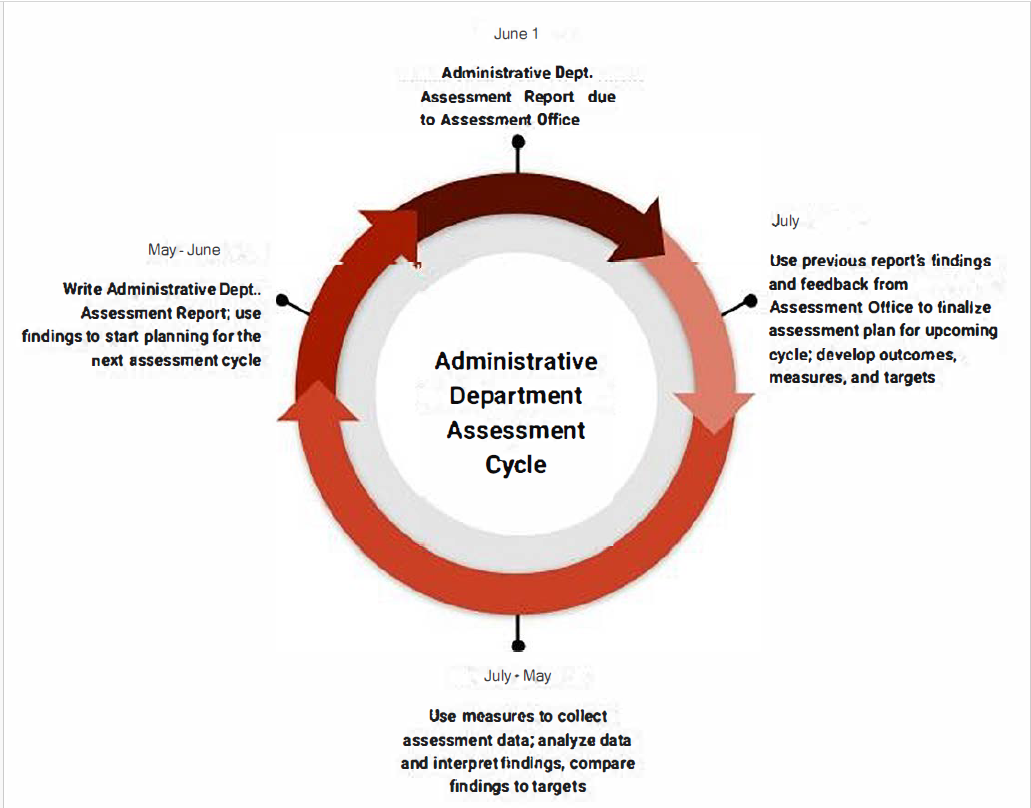 June 1
Administrative Dept.
Assessment Report due
to Assessment Office
July
Use previous report's findings
and feedback from
Assessment Office to finalize
assessment plan for upcoming
cycle; develop outcomes,
measures, and targets
May - June
Write Administrative Dept..
Assessment Report; use
findings to start planning for the
next assessment cycle
Administrative
Department
Assessment
Cycle
July - May
Use measures to collect
assessment data; analyze data
and interpret findings, compare
findings to targets